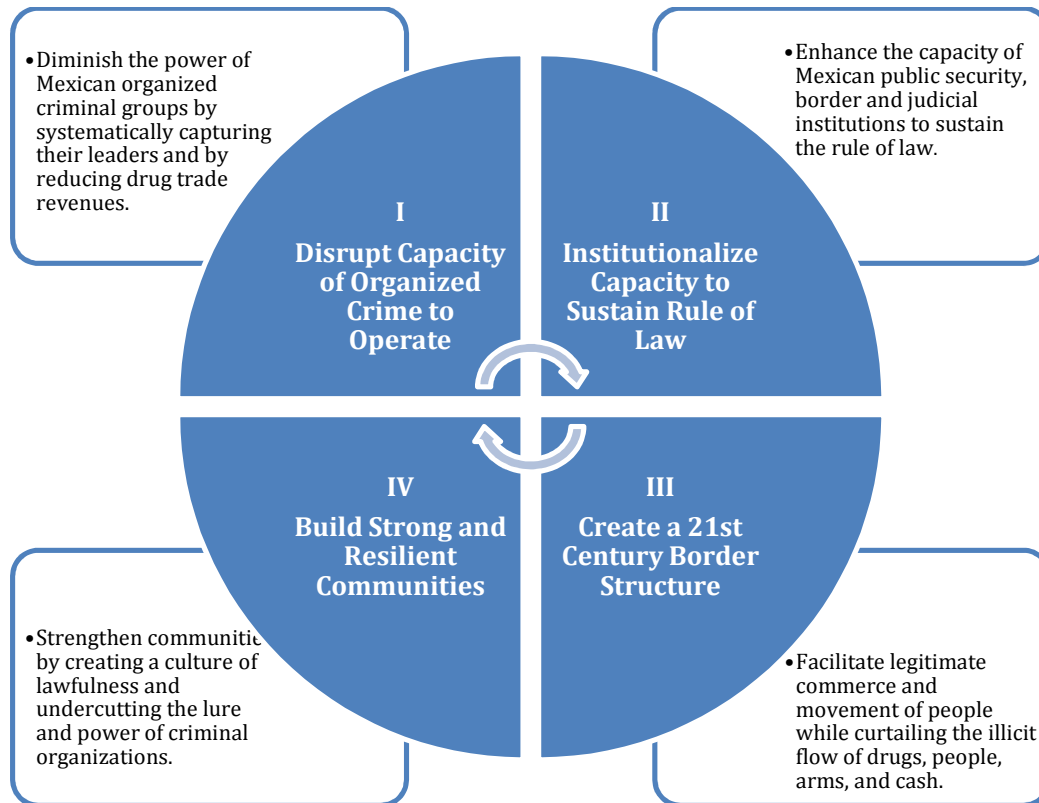 •Diminish the power of
Mexican organized
criminal groups by
systematically capturing
their leaders and by
reducing drug trade
revenues.
I
Disrupt Capacity
of Organized
Crime to
Operate
•Enhance the capacity of
Mexican public security,
border and judicial
institutions to sustain
the rule of law.
II
Institutionalize
Capacity to
Sustain Rule of
Law
IV
Build Strong and
Resilient
Communities
•Strengthen communitie
by creating a culture of
lawfulness and
undercutting the lure
and power of criminal
organizations.
III
Create a 21st
Century Border
Structure
•Facilitate legitimate
commerce and
movement of people
while curtailing the illicit
flow of drugs, people,
arms, and cash.